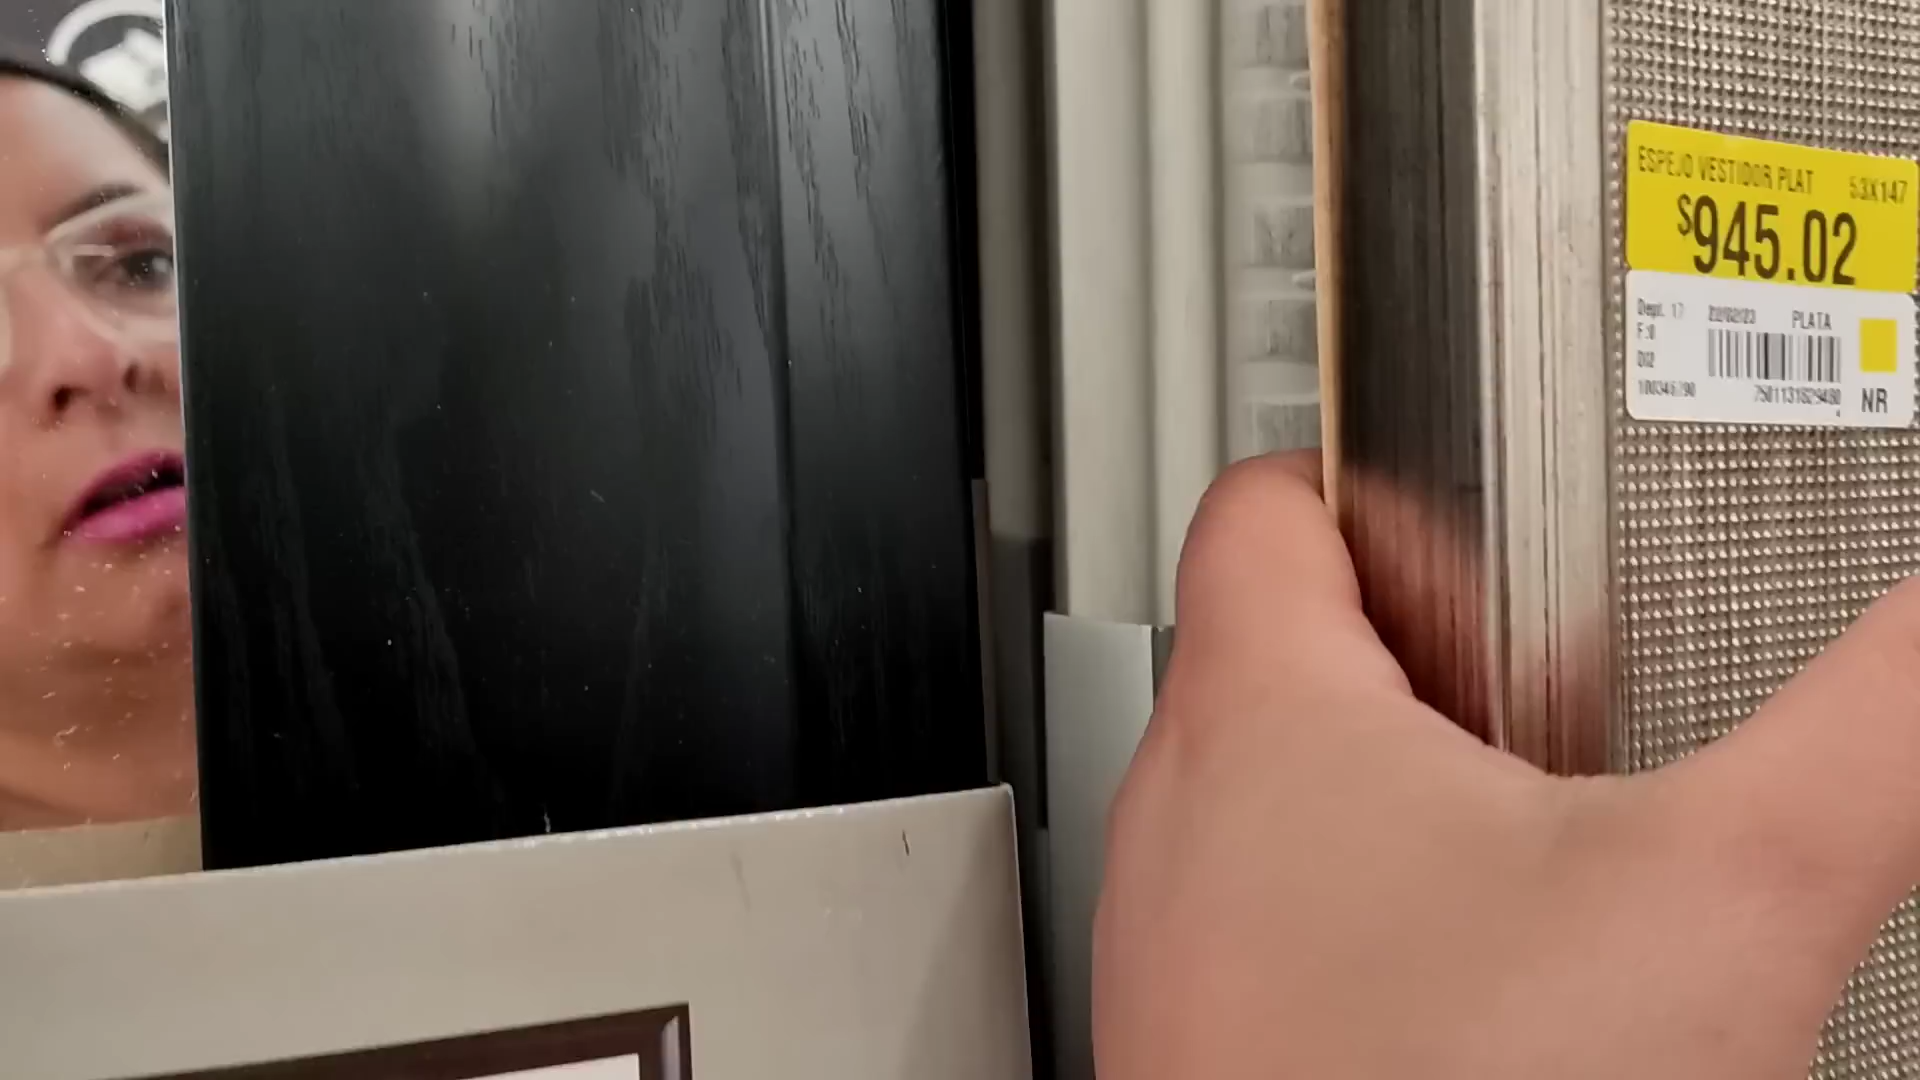 ESPEJO VESTIDOR PLAT 53X147
$945.02
Dept. 17 22/02/23 PLATA
F:0
002
NR